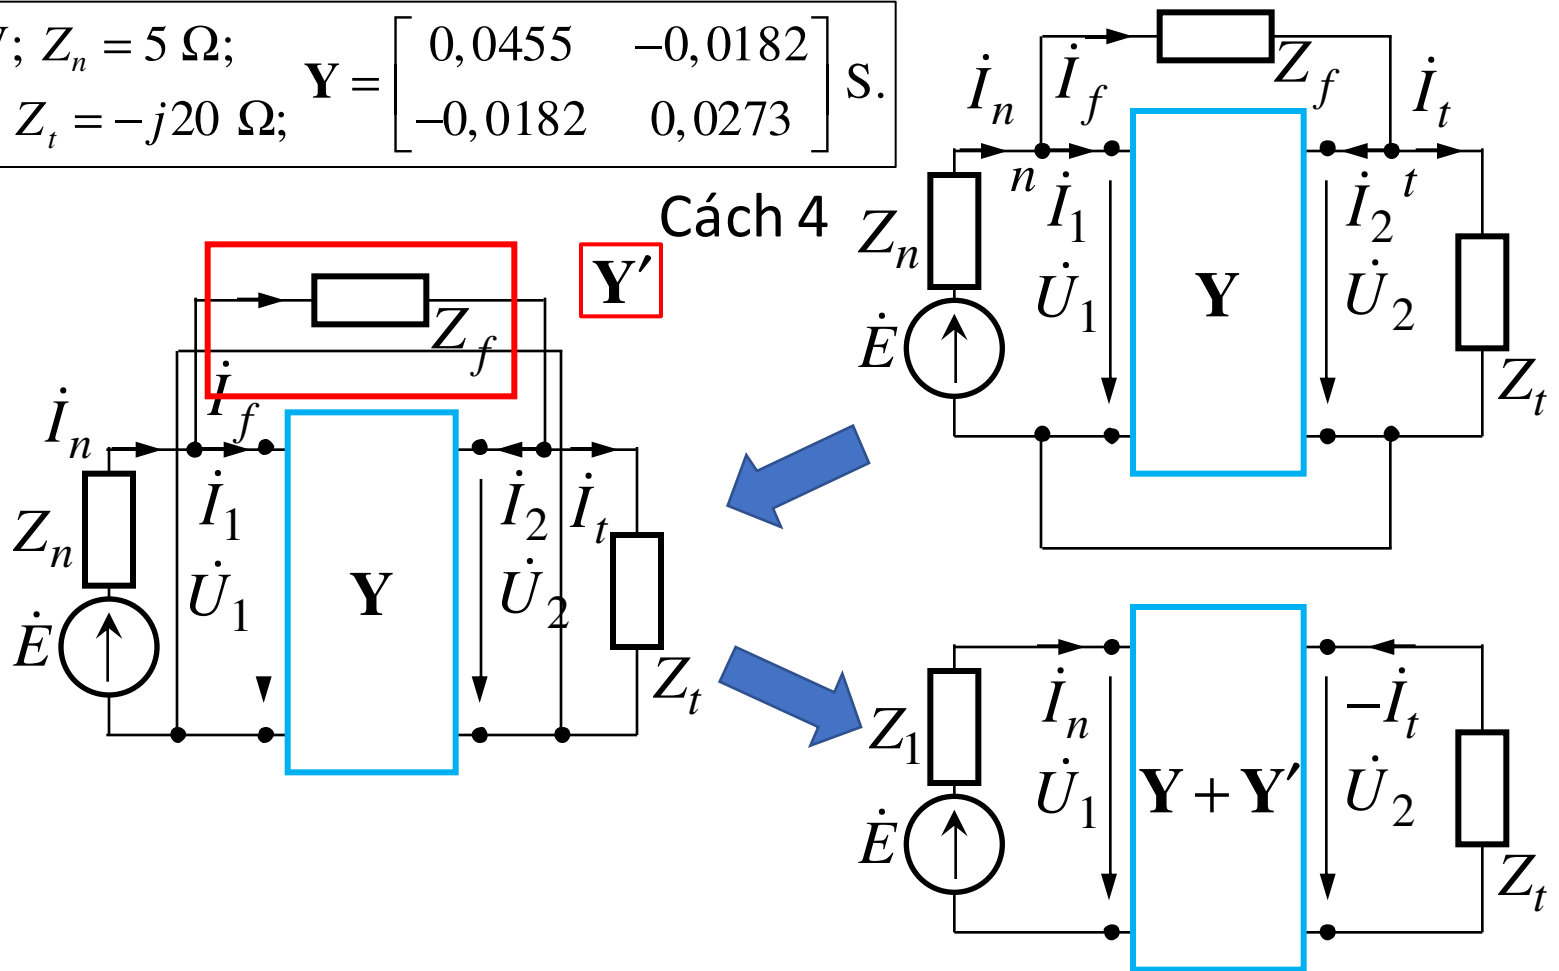 ; Z_n = 5 Ω;
Z_t = −j20 Ω;
Y = [ 0,0455 −0,0182
−0,0182 0,0273 ] S.
Cách 4
Z_f
İ_n İ_f İ_t
n İ_1 İ_2 t
Z_n
U̇_1 Y U̇_2
Ė
Z_t
Y′
Z_f
İ_f
İ_n
İ_1 İ_2 İ_t
Z_n
U̇_1 Y U̇_2
Ė
Z_t
İ_n −İ_t
Z_1
U̇_1 Y + Y′ U̇_2
Ė
Z_t